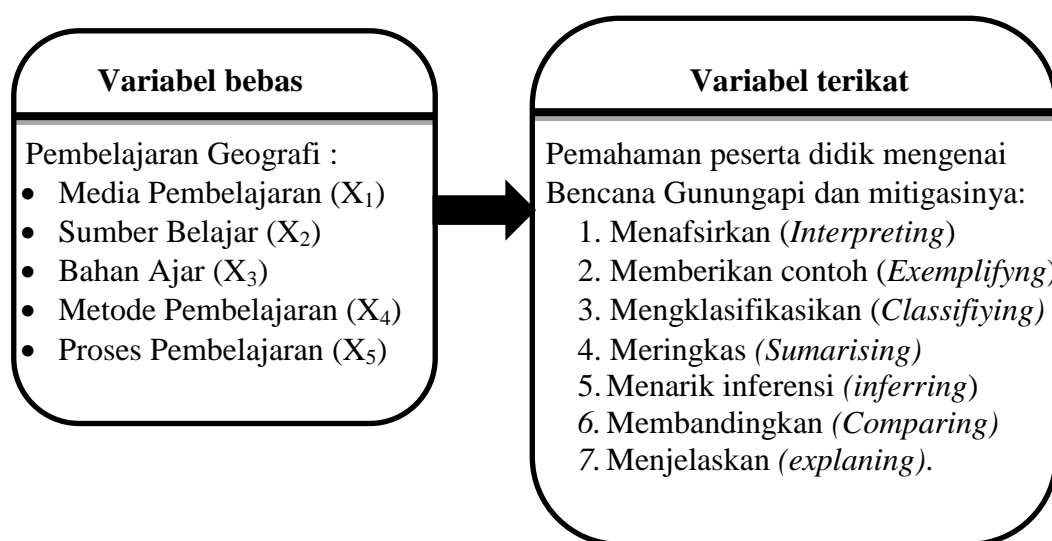 Variabel bebas
Pembelajaran Geografi :
• Media Pembelajaran (X₁)
• Sumber Belajar (X₂)
• Bahan Ajar (X₃)
• Metode Pembelajaran (X₄)
• Proses Pembelajaran (X₅)
Variabel terikat
Pemahaman peserta didik mengenai
Bencana Gunungapi dan mitigasinya:
1. Menafsirkan (Interpreting)
2. Memberikan contoh (Exemplifyng)
3. Mengklasifikasikan (Classifiying)
4. Meringkas (Sumarising)
5. Menarik inferensi (inferring)
6. Membandingkan (Comparing)
7. Menjelaskan (explaning).